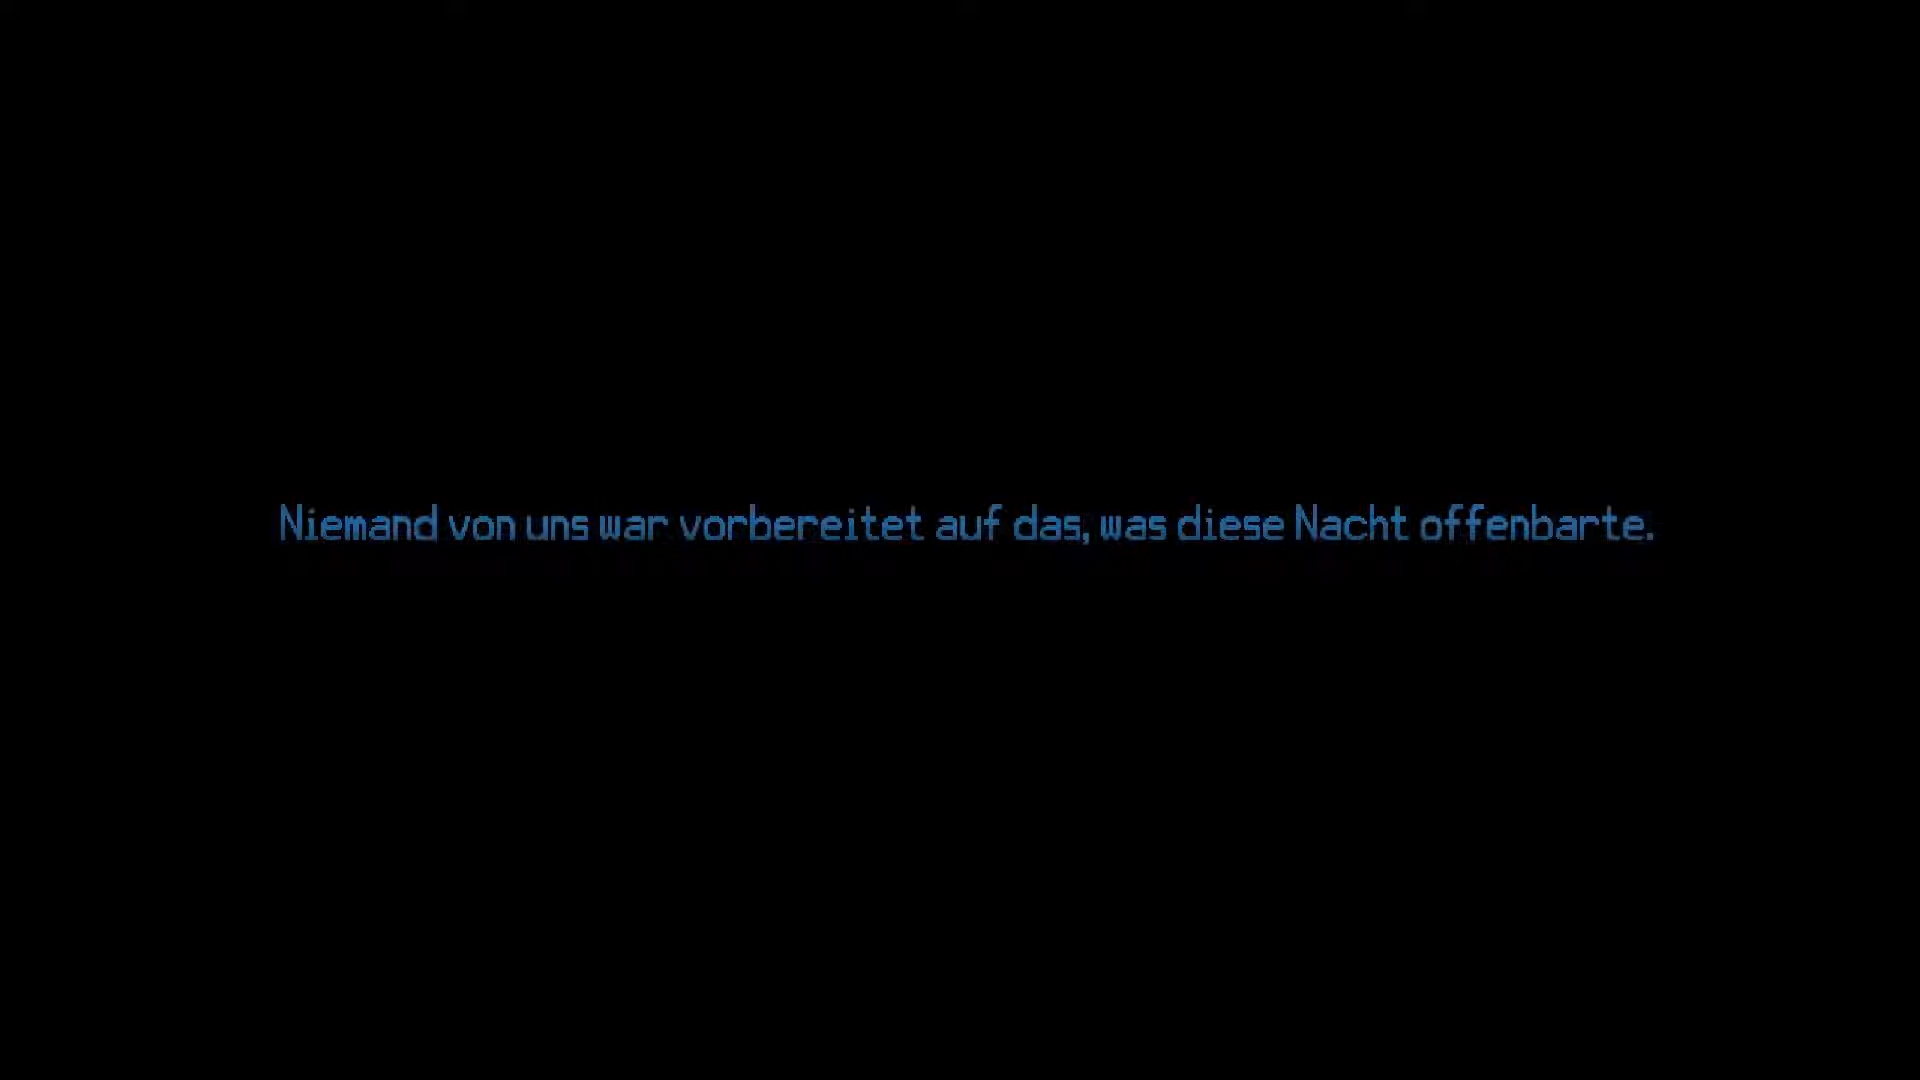 Niemand von uns war vorbereitet auf das, was diese Nacht offenbarte.